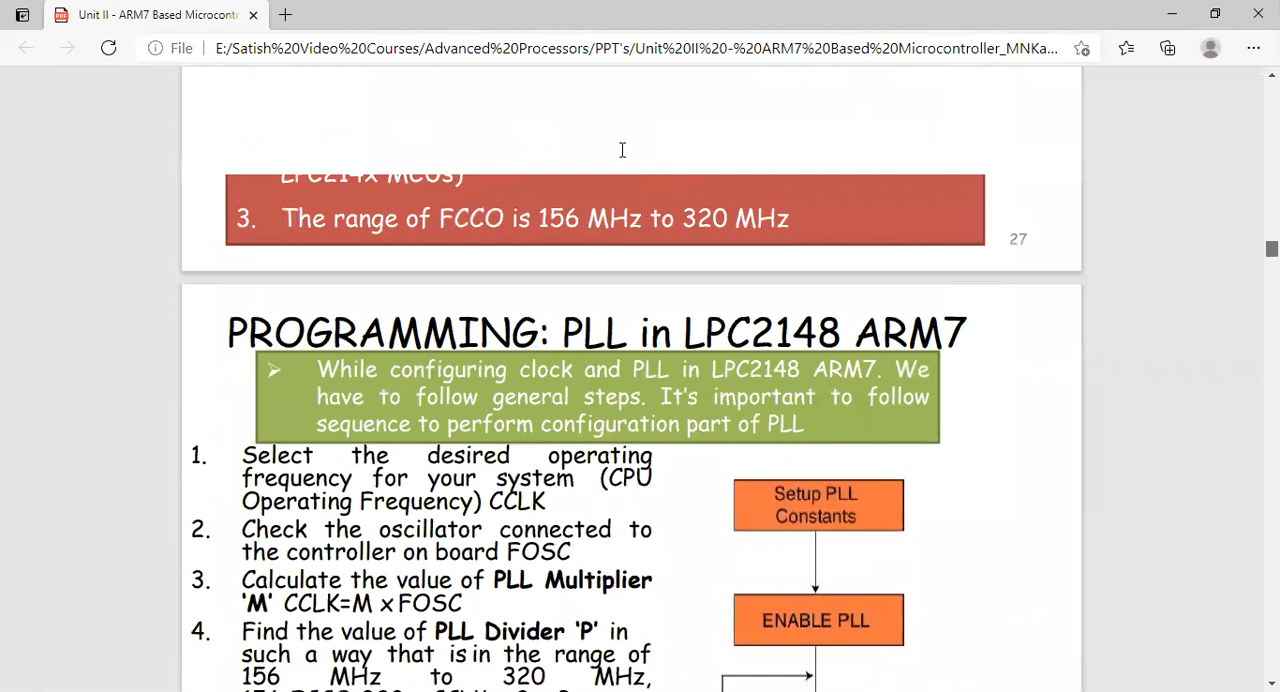 Unit II - ARM7 Based Microcontr
File
E:/Satish%20Video%20Courses/Advanced%20Processors/PPT's/Unit%20II%20-%20ARM7%20Based%20Microcontroller_MNKa...
LPC214x MCUs)
3. The range of FCCO is 156 MHz to 320 MHz
27
PROGRAMMING: PLL in LPC2148 ARM7
➢ While configuring clock and PLL in LPC2148 ARM7. We
have to follow general steps. It's important to follow
sequence to perform configuration part of PLL
1. Select the desired operating
frequency for your system (CPU
Operating Frequency) CCLK
2. Check the oscillator connected to
the controller on board FOSC
3. Calculate the value of PLL Multiplier
'M' CCLK=M x FOSC
4. Find the value of PLL Divider 'P' in
such a way that is in the range of
156 MHz to 320 MHz,
Setup PLL
Constants
ENABLE PLL